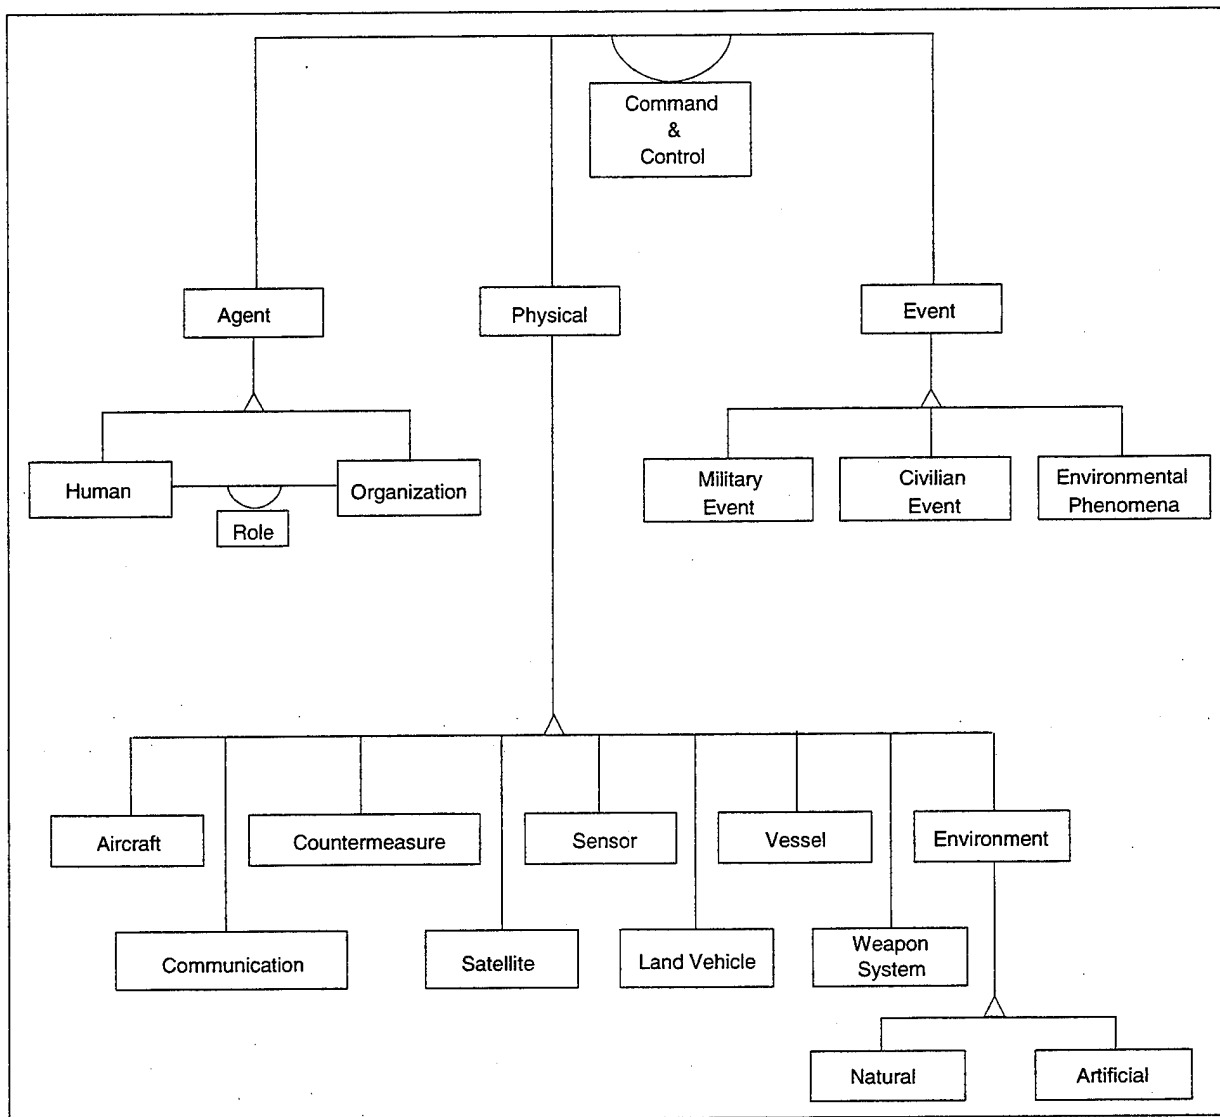 Command
&
Control
Agent
Physical
Event
Human
Organization
Role
Military
Event
Civilian
Event
Environmental
Phenomena
Aircraft
Countermeasure
Sensor
Vessel
Environment
Communication
Satellite
Land Vehicle
Weapon
System
Natural
Artificial